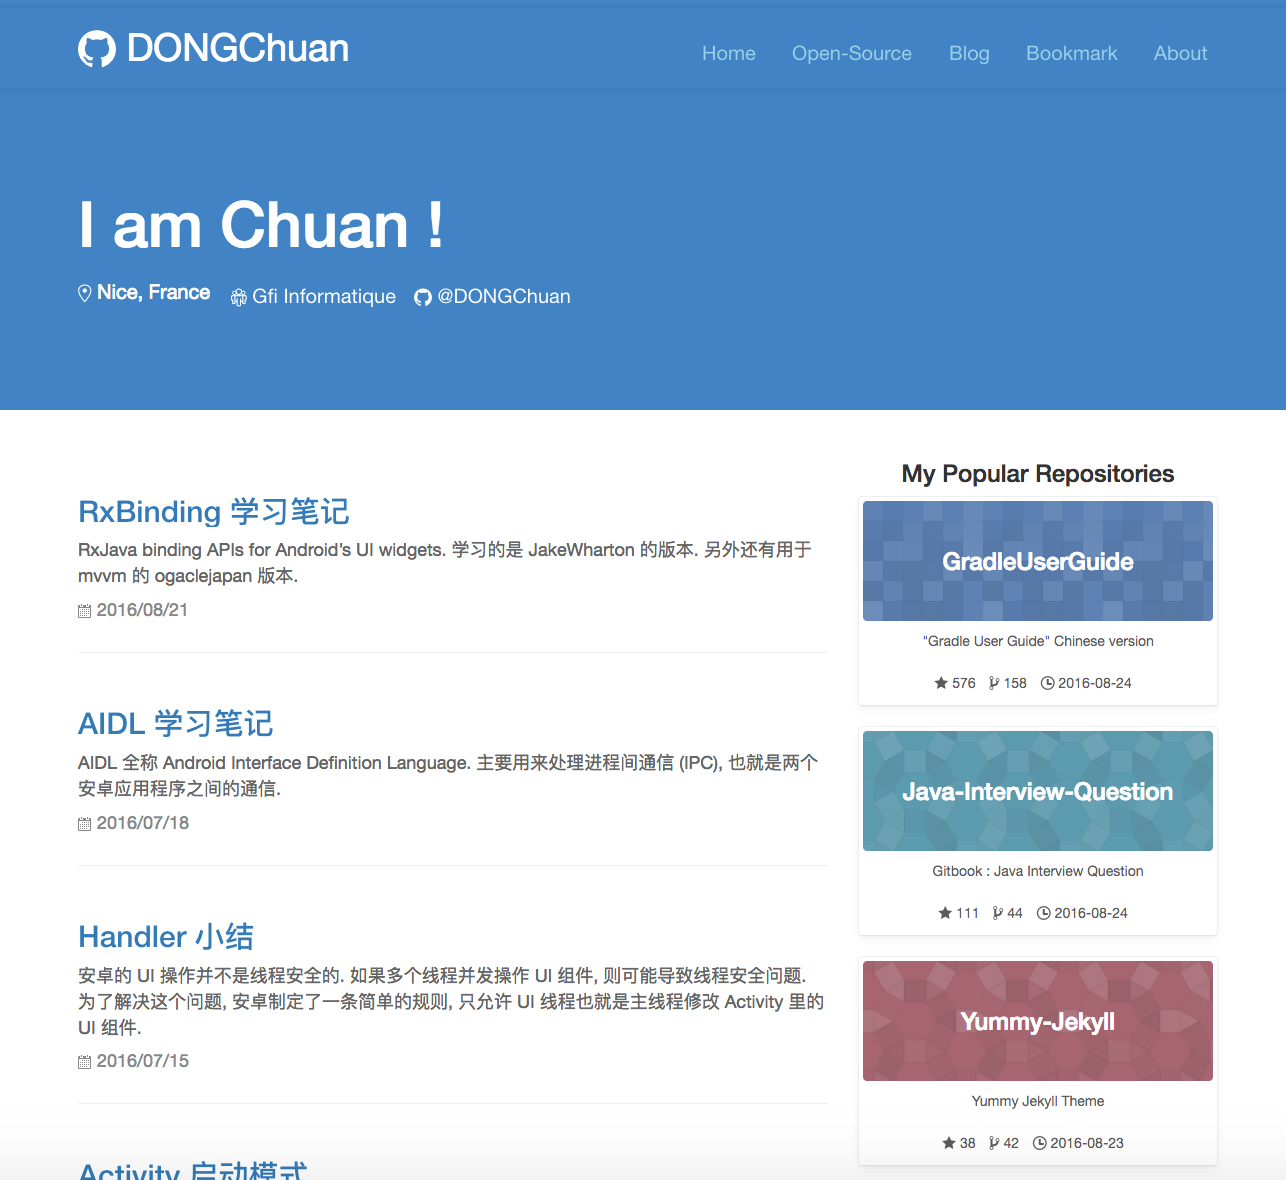 DONGChuan
Home Open-Source Blog Bookmark About
I am Chuan !
Nice, France Gfi Informatique @DONGChuan
RxBinding 学习笔记
RxJava binding APIs for Android’s UI widgets. 学习的是 JakeWharton 的版本. 另外还有用于
mvvm 的 ogaclejapan 版本.
2016/08/21
AIDL 学习笔记
AIDL 全称 Android Interface Definition Language. 主要用来处理进程间通信 (IPC), 也就是两个
安卓应用程序之间的通信.
2016/07/18
Handler 小结
安卓的 UI 操作并不是线程安全的. 如果多个线程并发操作 UI 组件, 则可能导致线程安全问题.
为了解决这个问题, 安卓制定了一条简单的规则, 只允许 UI 线程也就是主线程修改 Activity 里的
UI 组件.
2016/07/15
Activity 启动模式
My Popular Repositories
GradleUserGuide
"Gradle User Guide" Chinese version
576 158 2016-08-24
Java-Interview-Question
Gitbook : Java Interview Question
111 44 2016-08-24
Yummy-Jekyll
Yummy Jekyll Theme
38 42 2016-08-23